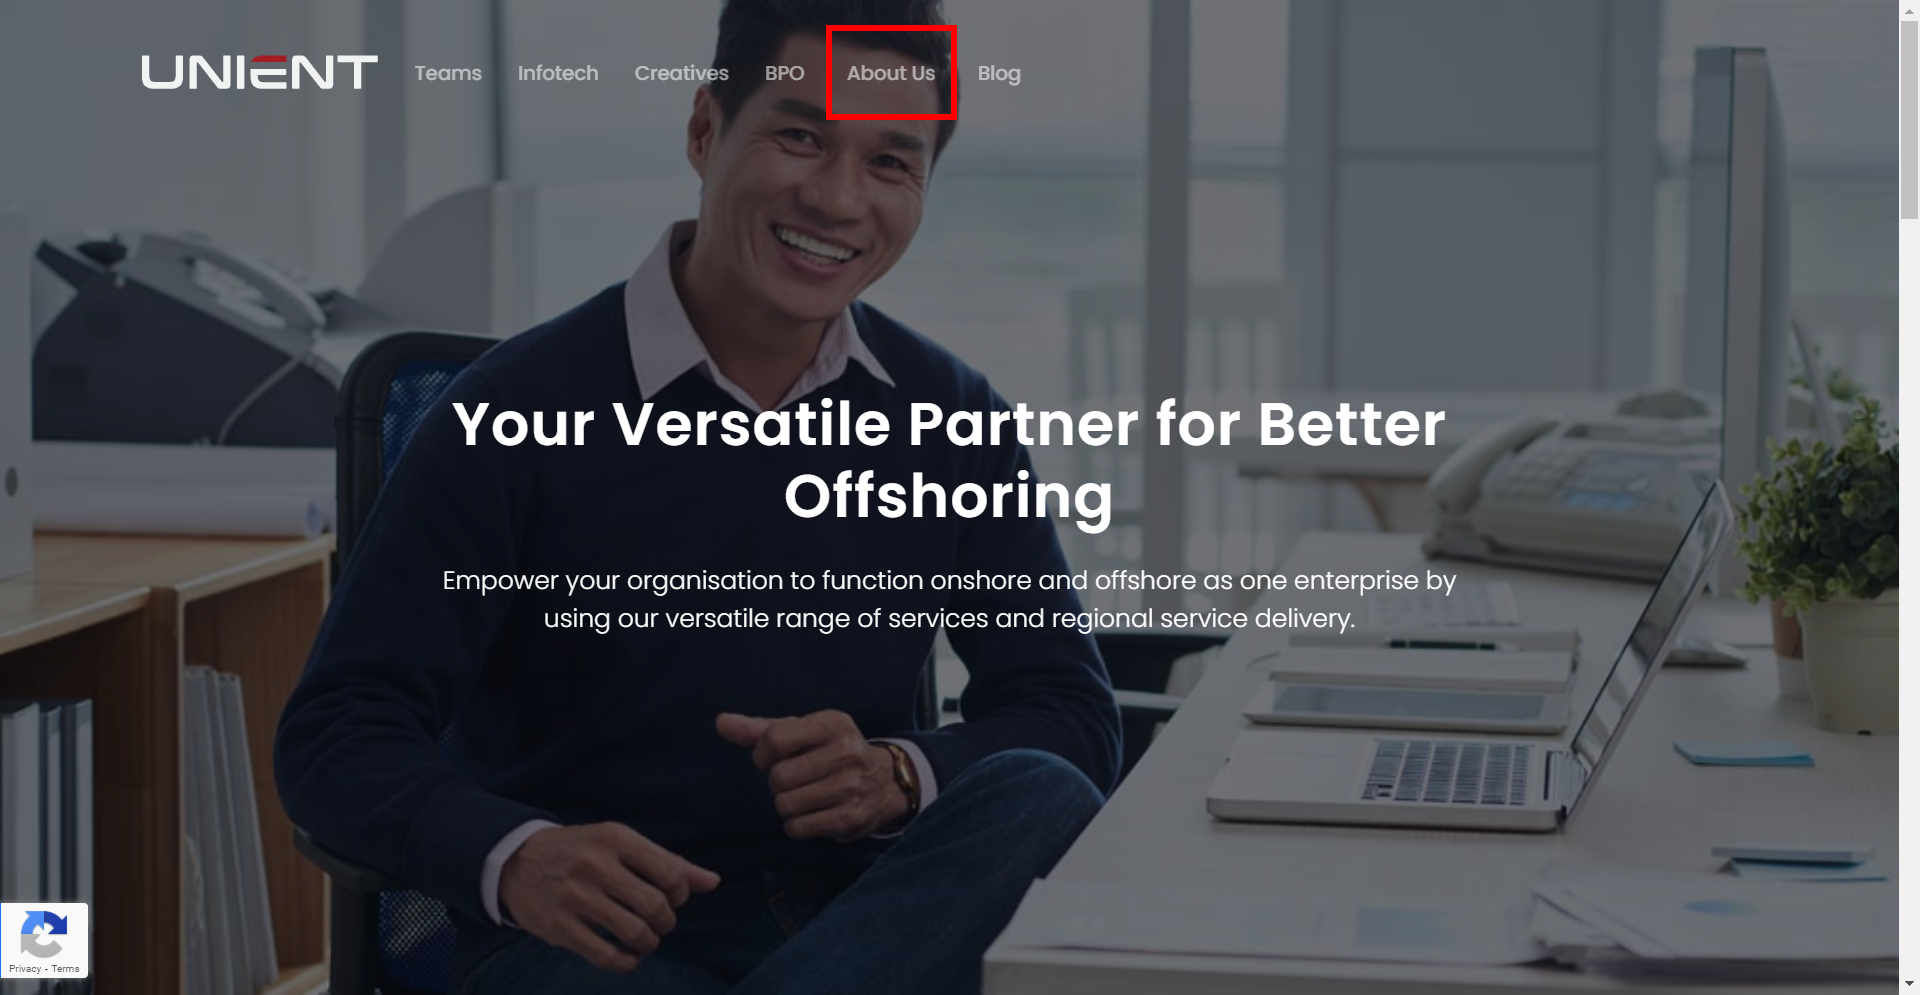 UNIENT
Teams Infotech Creatives BPO About Us Blog
Your Versatile Partner for Better
Offshoring
Empower your organisation to function onshore and offshore as one enterprise by
using our versatile range of services and regional service delivery.
Privacy - Terms